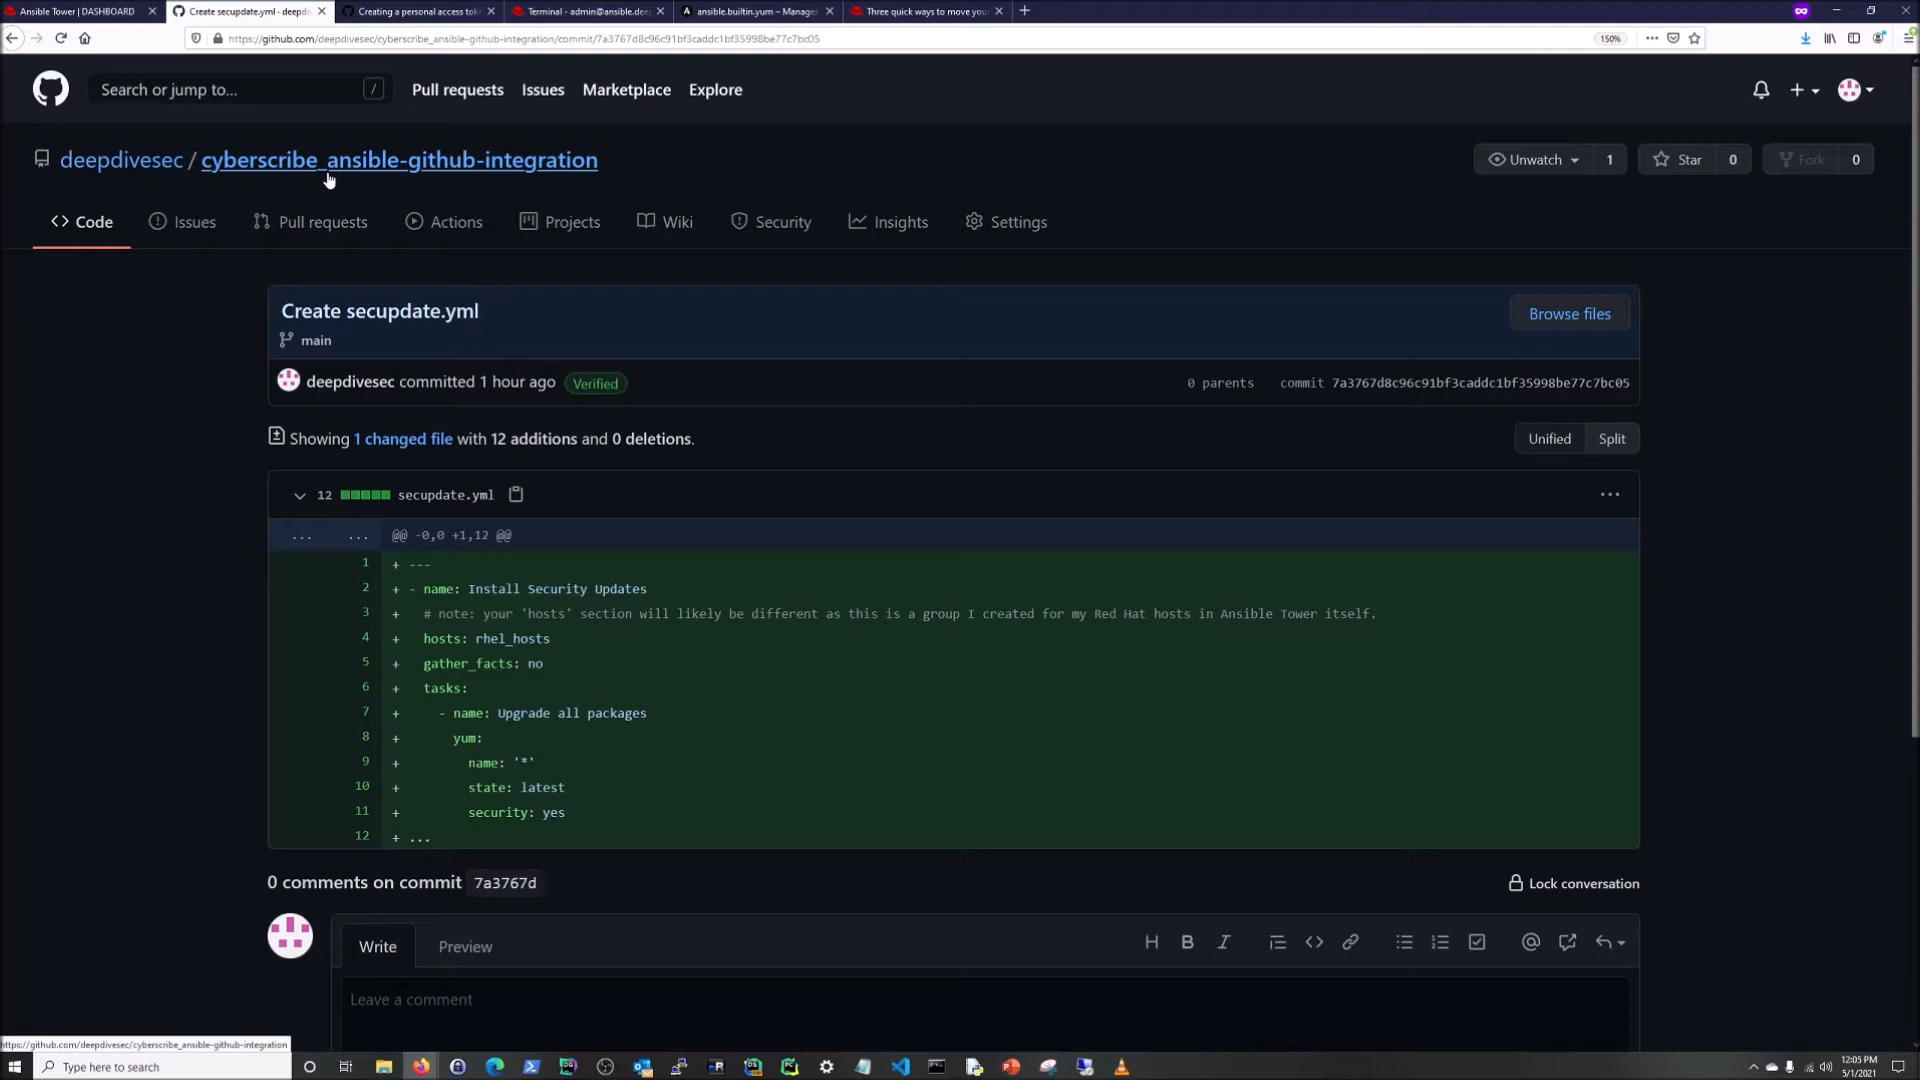 Ansible Tower | DASHBOARD
Create secupdate.yml - deepdi
Creating a personal access tok
Terminal - admin@ansible.dee
ansible.builtin.yum – Manages
Three quick ways to move your
https://github.com/deepdivesec/cyberscribe_ansible-github-integration/commit/7a3767d8c96c91bf3caddc1bf35998be77c7bc05
150%
Search or jump to...
/
Pull requests
Issues
Marketplace
Explore
deepdivesec / cyberscribe_ansible-github-integration
Unwatch
1
Star
0
Fork
0
Code
Issues
Pull requests
Actions
Projects
Wiki
Security
Insights
Settings
Create secupdate.yml
Browse files
main
deepdivesec committed 1 hour ago Verified
0 parents commit 7a3767d8c96c91bf3caddc1bf35998be77c7bc05
Showing 1 changed file with 12 additions and 0 deletions.
Unified
Split
12 secupdate.yml
... ... @@ -0,0 +1,12 @@
1 + ---
2 + - name: Install Security Updates
3 + # note: your 'hosts' section will likely be different as this is a group I created for my Red Hat hosts in Ansible Tower itself.
4 + hosts: rhel_hosts
5 + gather_facts: no
6 + tasks:
7 + - name: Upgrade all packages
8 + yum:
9 + name: '*'
10 + state: latest
11 + security: yes
12 + ...
0 comments on commit 7a3767d
Lock conversation
Write
Preview
Leave a comment
https://github.com/deepdivesec/cyberscribe_ansible-github-integration
Type here to search
12:05 PM
5/1/2021